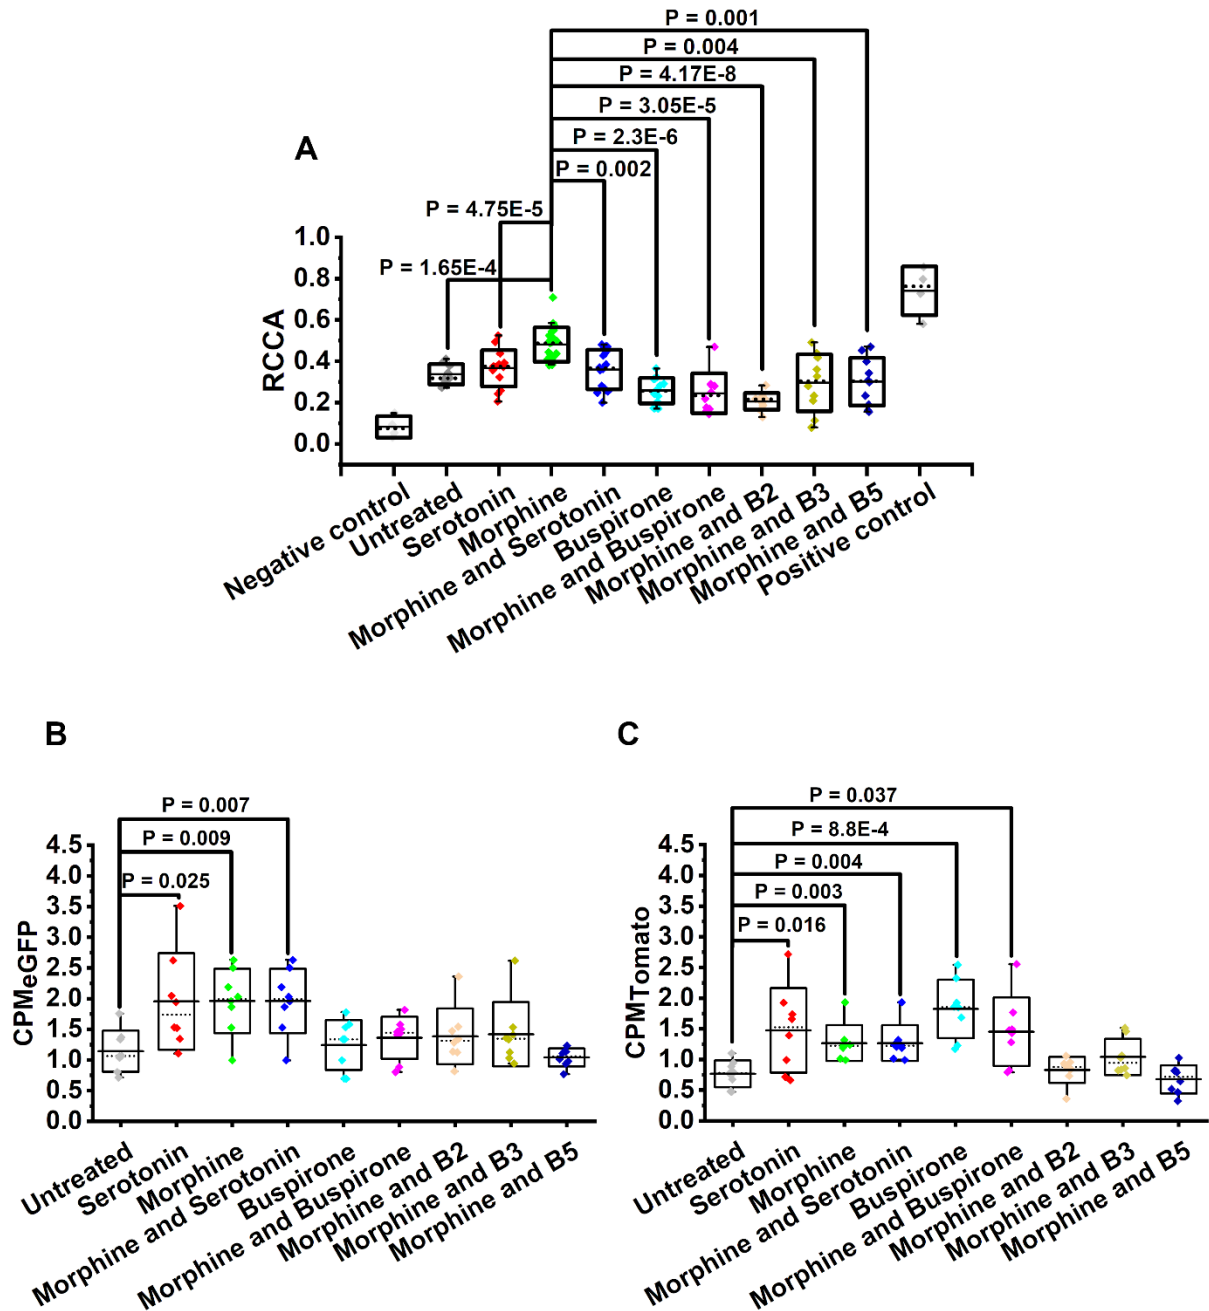 P = 0.001
P = 0.004
P = 4.17E-8
P = 3.05E-5
A
P = 2.3E-6
P = 0.002
P = 4.75E-5
P = 1.65E-4
RCCA
1.0
0.8
0.6
0.4
0.2
0.0
Negative control
Untreated
Serotonin
Morphine
Morphine and Serotonin
Buspirone
Morphine and Buspirone
Morphine and B2
Morphine and B3
Morphine and B5
Positive control
B
P = 0.007
P = 0.009
P = 0.025
CPMeGFP
4.5
4.0
3.5
3.0
2.5
2.0
1.5
1.0
0.5
0.0
Untreated
Serotonin
Morphine
Morphine and Serotonin
Buspirone
Morphine and Buspirone
Morphine and B2
Morphine and B3
Morphine and B5
C
P = 0.037
P = 8.8E-4
P = 0.004
P = 0.003
P = 0.016
CPMTomato
4.5
4.0
3.5
3.0
2.5
2.0
1.5
1.0
0.5
0.0
Untreated
Serotonin
Morphine
Morphine and Serotonin
Buspirone
Morphine and Buspirone
Morphine and B2
Morphine and B3
Morphine and B5